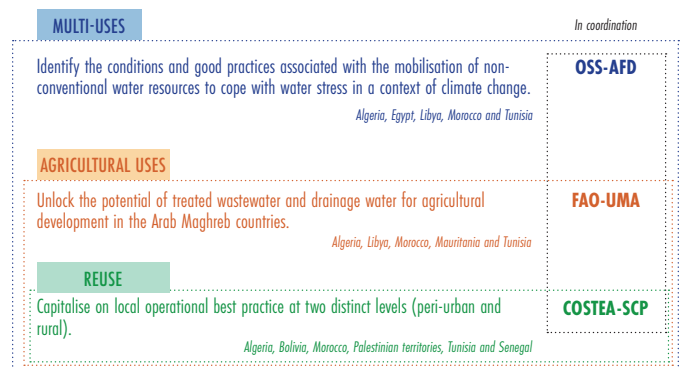 MULTI-USES
In coordination
Identify the conditions and good practices associated with the mobilisation of non-
conventional water resources to cope with water stress in a context of climate change.
OSS-AFD
Algeria, Egypt, Libya, Morocco and Tunisia
AGRICULTURAL USES
Unlock the potential of treated wastewater and drainage water for agricultural
development in the Arab Maghreb countries.
FAO-UMA
Algeria, Libya, Morocco, Mauritania and Tunisia
REUSE
Capitalise on local operational best practice at two distinct levels (peri-urban and
rural).
COSTEA-SCP
Algeria, Bolivia, Morocco, Palestinian territories, Tunisia and Senegal